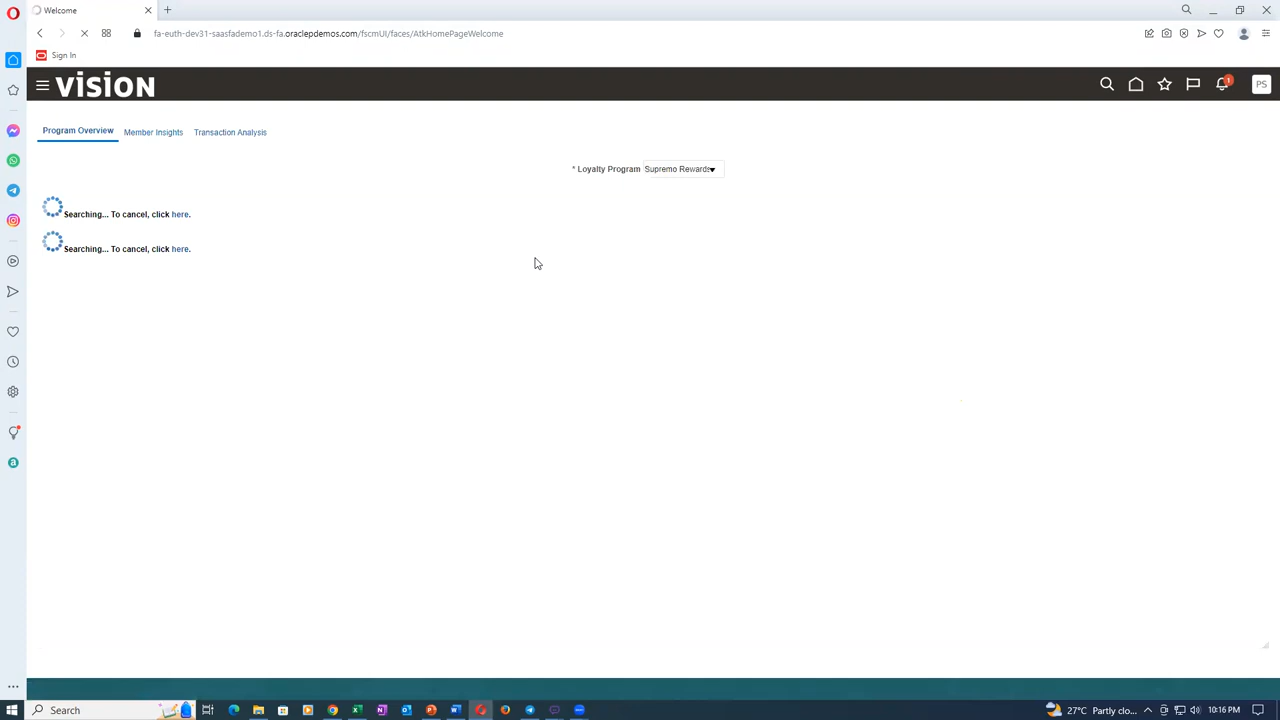 Welcome
fa-euth-dev31-saasfademo1.ds-fa.oraclepdemos.com/fscmUI/faces/AtkHomePageWelcome
Sign In
vision
1
PS
Program Overview
Member Insights
Transaction Analysis
* Loyalty Program
Supremo Rewards
Searching... To cancel, click here.
Searching... To cancel, click here.
Search
27°C Partly clo...
10:16 PM